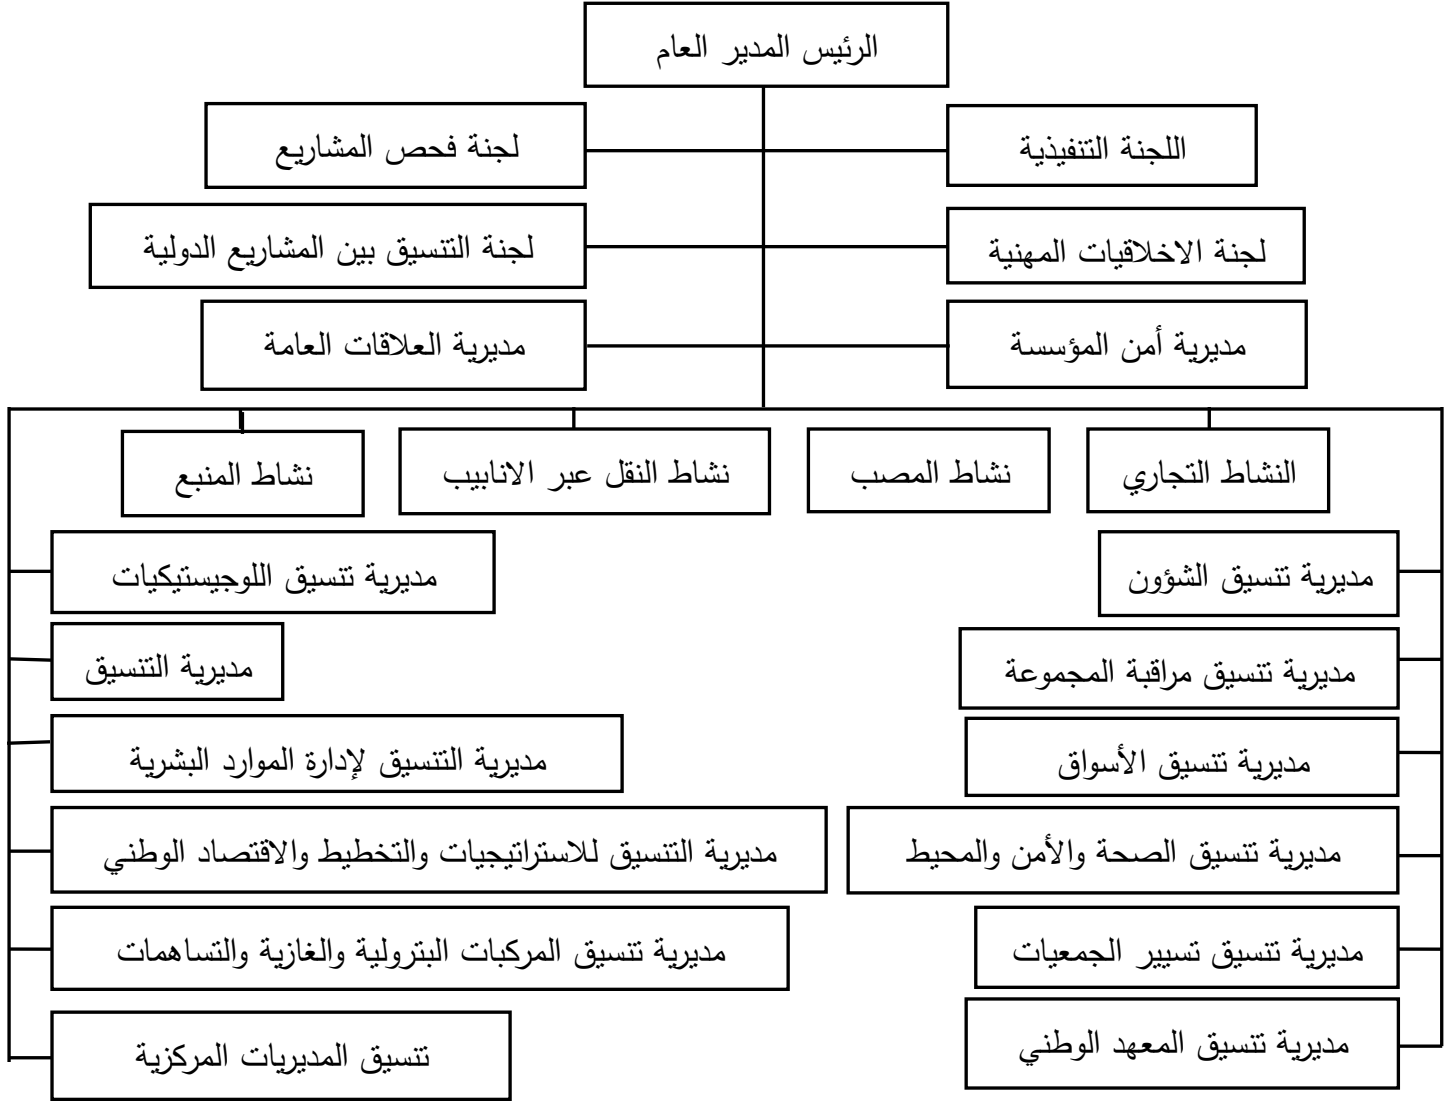 الرئيس المدير العام
اللجنة التنفيذية
لجنة فحص المشاريع
لجنة الاخلاقيات المهنية
لجنة التنسيق بين المشاريع الدولية
مديرية أمن المؤسسة
مديرية العلاقات العامة
النشاط التجاري
نشاط المصب
نشاط النقل عبر الانابيب
نشاط المنبع
مديرية تنسيق الشؤون
مديرية تنسيق اللوجيستيكيات
مديرية تنسيق مراقبة المجموعة
مديرية التنسيق
مديرية تنسيق الأسواق
مديرية التنسيق لإدارة الموارد البشرية
مديرية تنسيق الصحة والأمن والمحيط
مديرية التنسيق للاستراتيجيات والتخطيط والاقتصاد الوطني
مديرية تنسيق تسيير الجمعيات
مديرية تنسيق المركبات البترولية والغازية والتساهمات
مديرية تنسيق المعهد الوطني
تنسيق المديريات المركزية